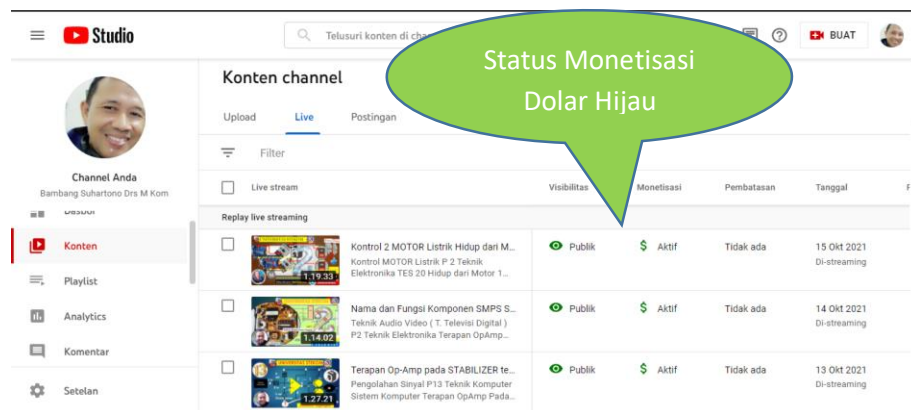 Studio
Telusuri konten di cha
BUAT
Status Monetisasi
Dolar Hijau
Konten channel
Upload Live Postingan
Filter
Channel Anda
Bambang Suhartono Drs M Kom
Dasbor
Konten
Playlist
Analytics
Komentar
Setelan
Live stream Visibilitas Monetisasi Pembatasan Tanggal
Replay live streaming
1.19.33
Kontrol 2 MOTOR Listrik Hidup dari M...
Kontrol MOTOR Listrik P 2 Teknik
Elektronika TES 20 Hidup dari Motor 1...
Publik $ Aktif Tidak ada 15 Okt 2021
Di-streaming
1.14.02
Nama dan Fungsi Komponen SMPS S...
Teknik Audio Video ( T. Televisi Digital )
P2 Teknik Elektronika Terapan OpAmp...
Publik $ Aktif Tidak ada 14 Okt 2021
Di-streaming
1.27.21
Terapan Op-Amp pada STABILIZER te...
Pengolahan Sinyal P13 Teknik Komputer
Sistem Komputer Terapan OpAmp Pada...
Publik $ Aktif Tidak ada 13 Okt 2021
Di-streaming